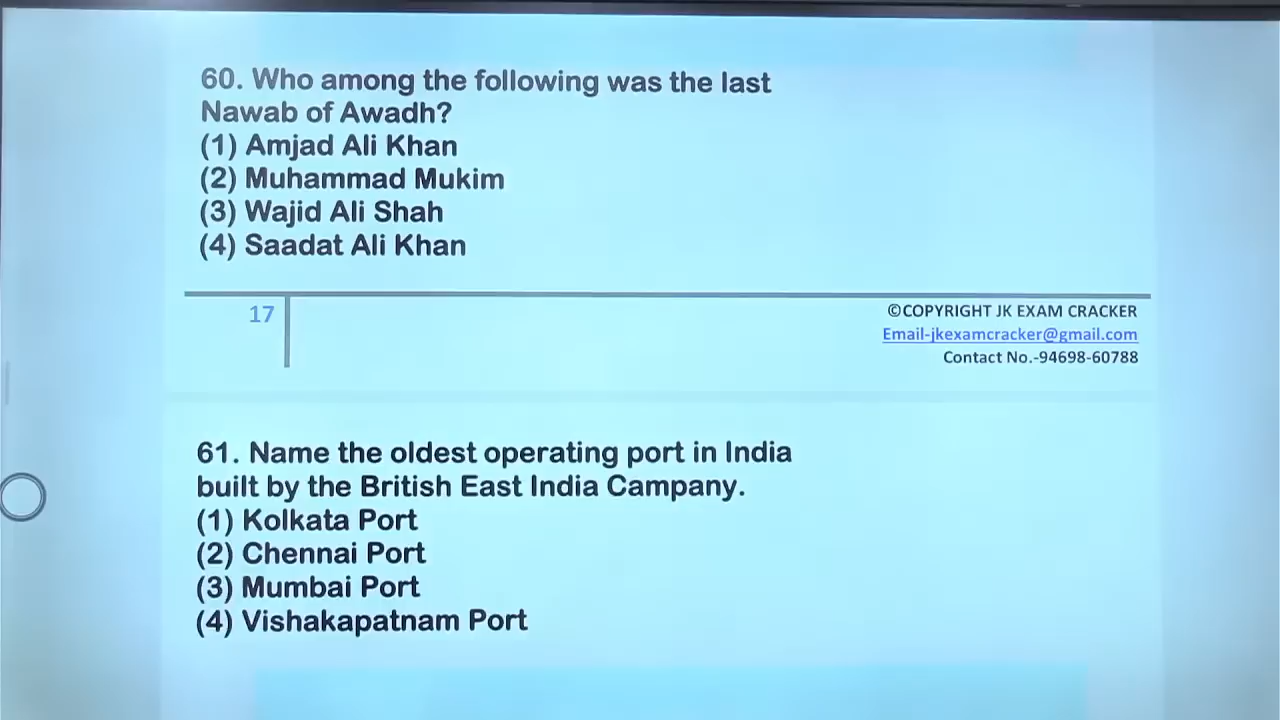 60. Who among the following was the last
Nawab of Awadh?
(1) Amjad Ali Khan
(2) Muhammad Mukim
(3) Wajid Ali Shah
(4) Saadat Ali Khan
17
©COPYRIGHT JK EXAM CRACKER
Email-jkexamcracker@gmail.com
Contact No.-94698-60788
61. Name the oldest operating port in India
built by the British East India Campany.
(1) Kolkata Port
(2) Chennai Port
(3) Mumbai Port
(4) Vishakapatnam Port